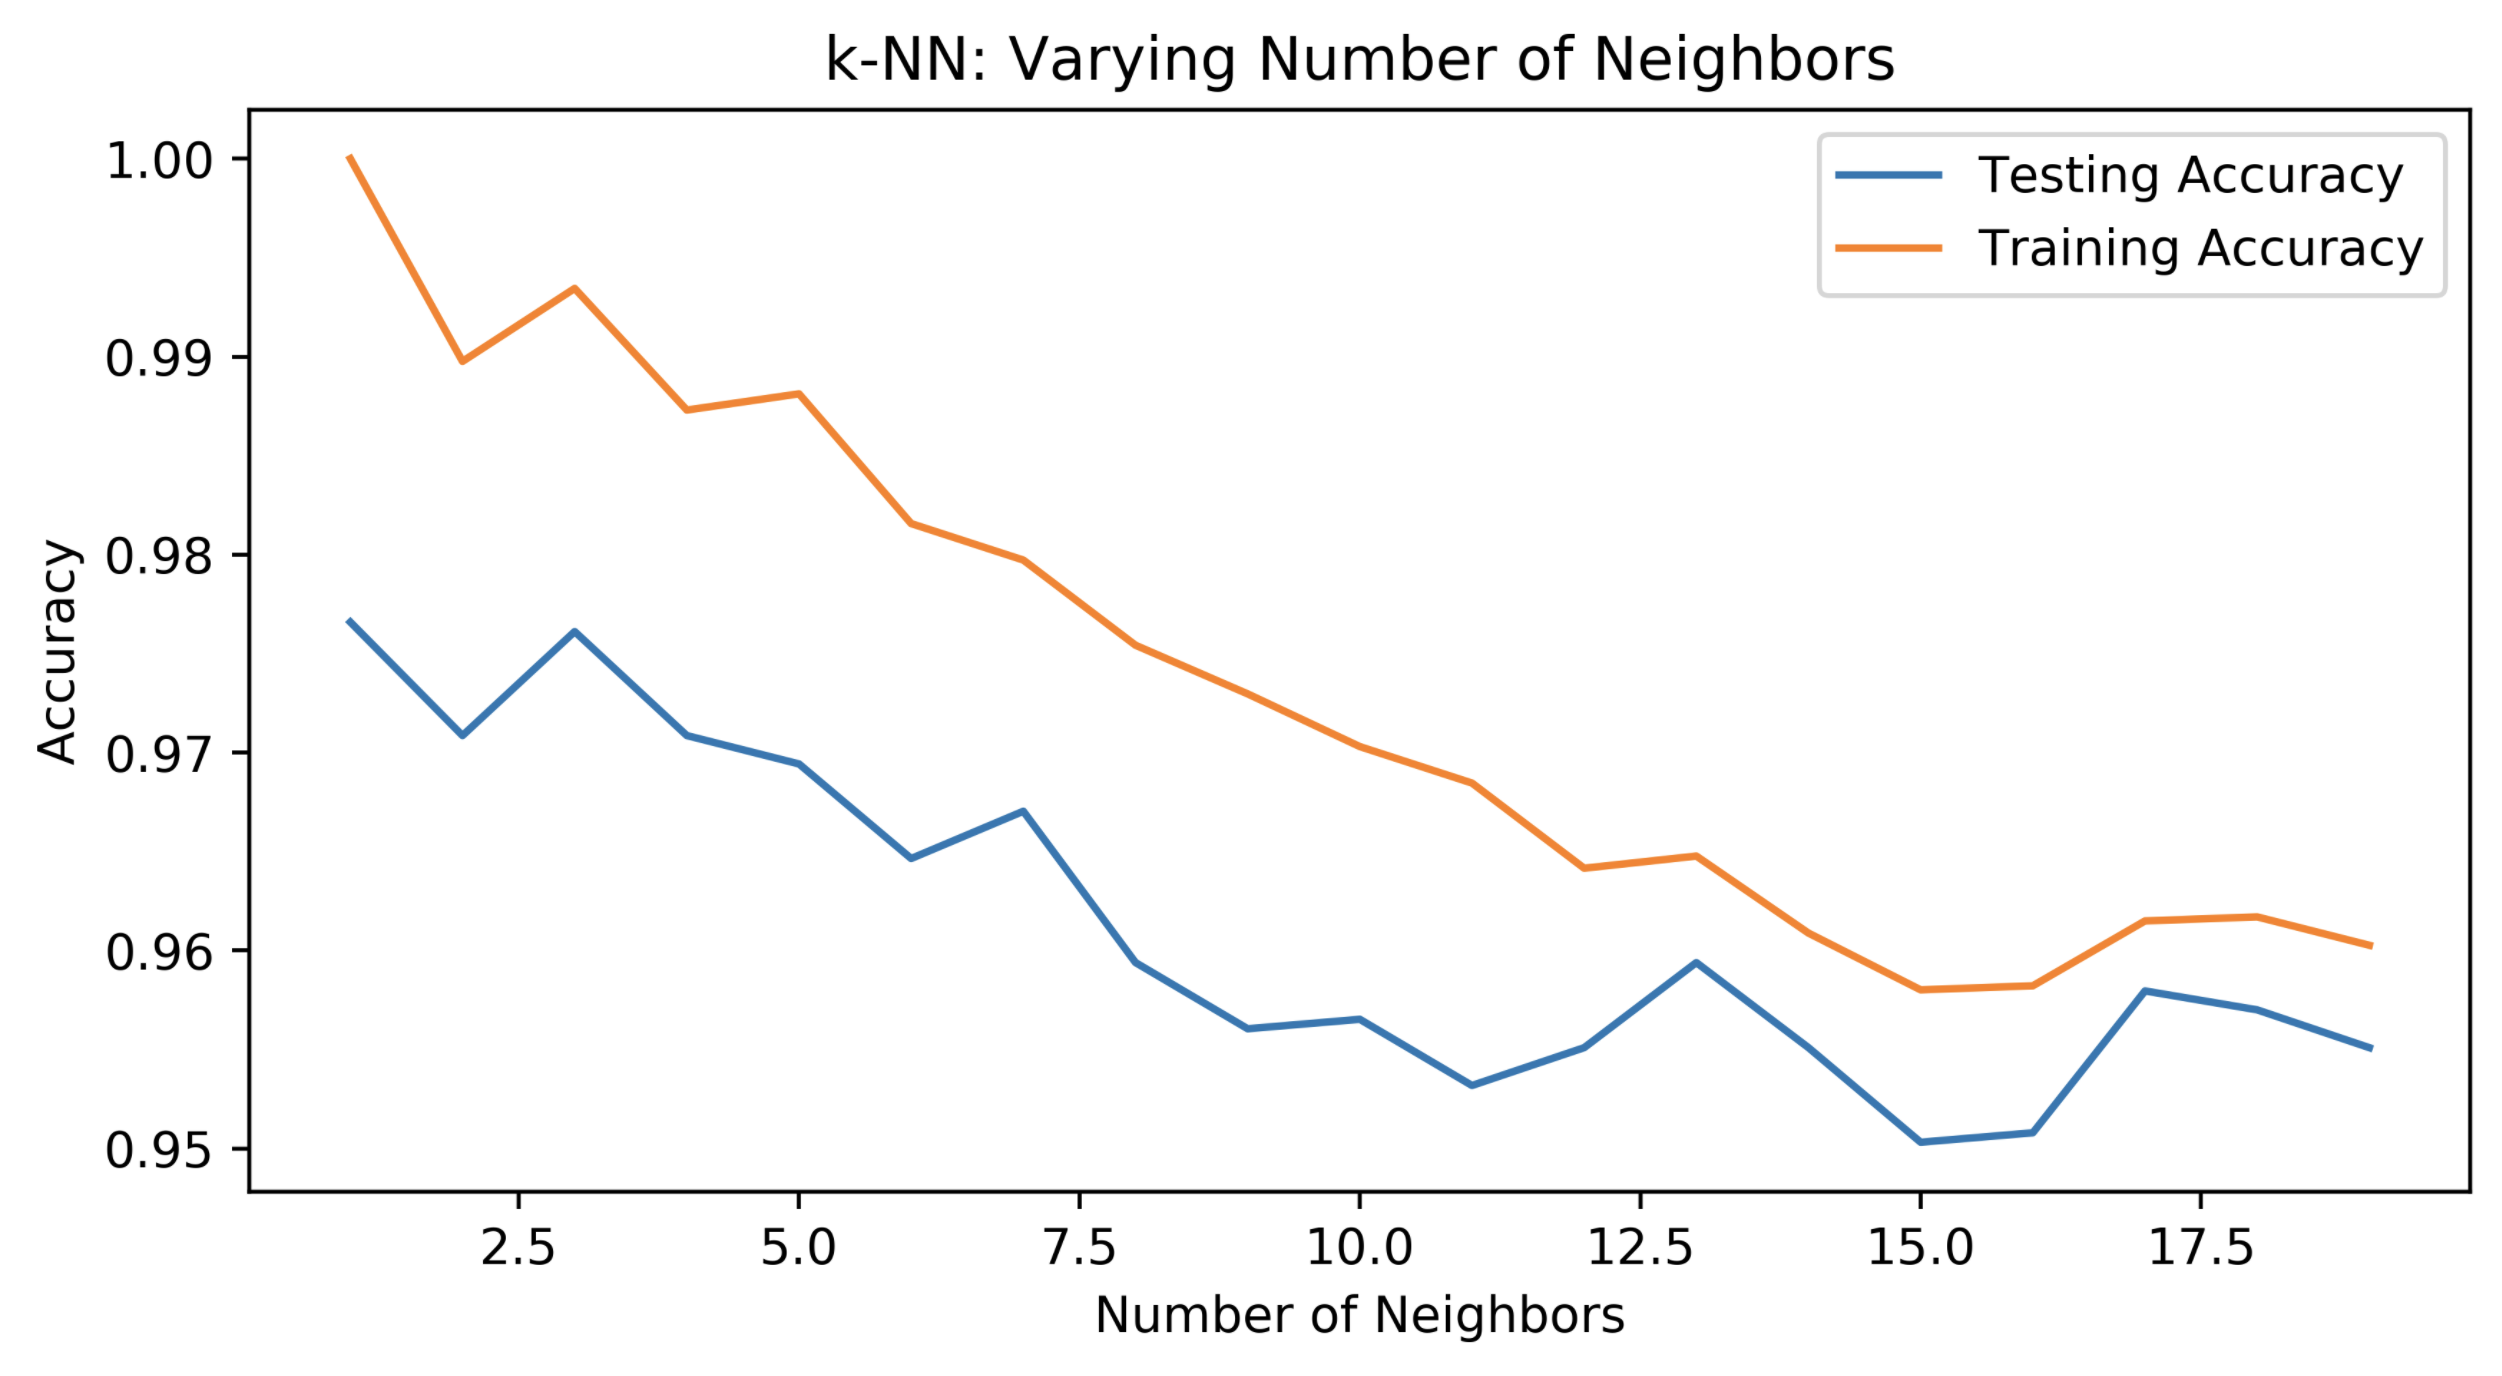 k-NN: Varying Number of Neighbors
Testing Accuracy
Training Accuracy
Accuracy
1.00
0.99
0.98
0.97
0.96
0.95
2.5 5.0 7.5 10.0 12.5 15.0 17.5
Number of Neighbors